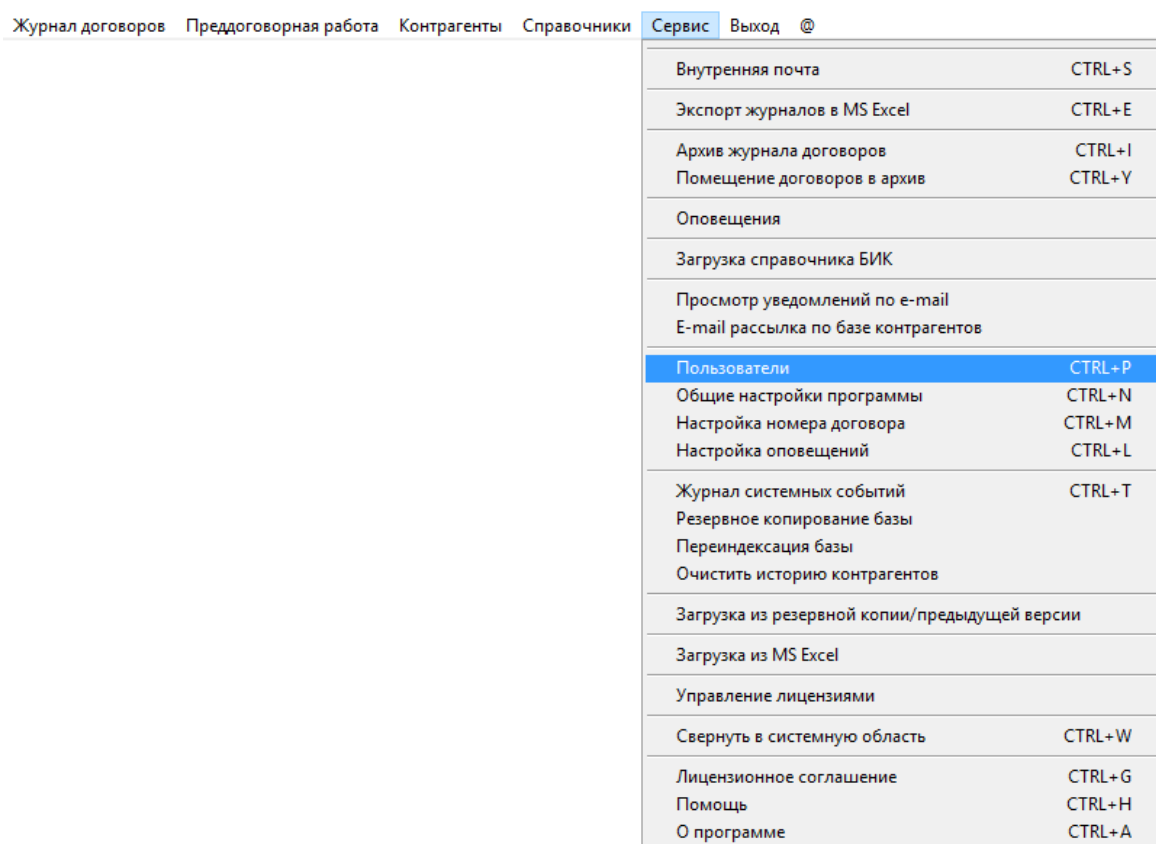 Журнал договоров Преддоговорная работа Контрагенты Справочники Сервис Выход @
Внутренняя почта CTRL+S
Экспорт журналов в MS Excel CTRL+E
Архив журнала договоров CTRL+I
Помещение договоров в архив CTRL+Y
Оповещения
Загрузка справочника БИК
Просмотр уведомлений по e-mail
E-mail рассылка по базе контрагентов
Пользователи CTRL+P
Общие настройки программы CTRL+N
Настройка номера договора CTRL+M
Настройка оповещений CTRL+L
Журнал системных событий CTRL+T
Резервное копирование базы
Переиндексация базы
Очистить историю контрагентов
Загрузка из резервной копии/предыдущей версии
Загрузка из MS Excel
Управление лицензиями
Свернуть в системную область CTRL+W
Лицензионное соглашение CTRL+G
Помощь CTRL+H
О программе CTRL+A